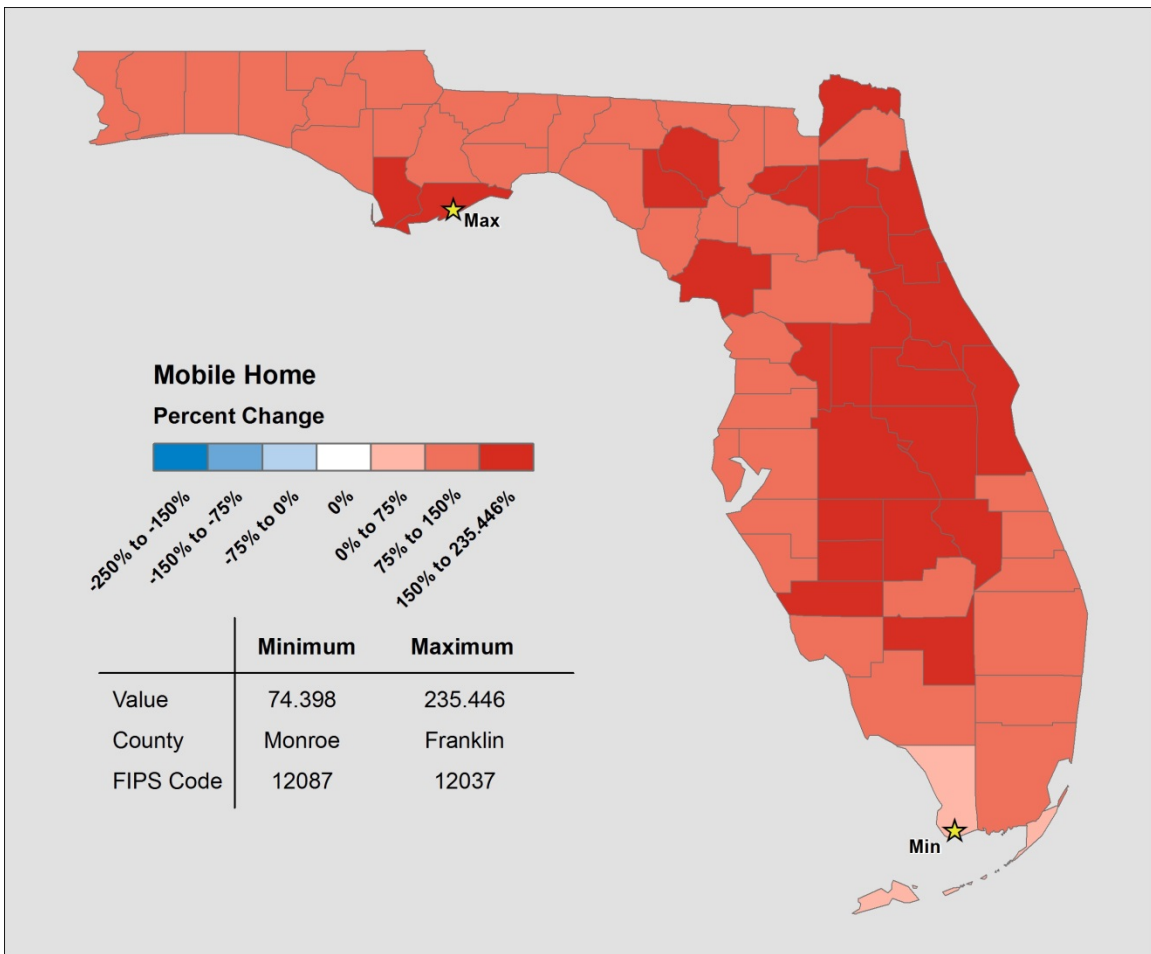 Max
Mobile Home
Percent Change
-250% to -150%
-150% to -75%
-75% to 0%
0%
0% to 75%
75% to 150%
150% to 235.446%
Minimum Maximum
Value 74.398 235.446
County Monroe Franklin
FIPS Code 12087 12037
Min